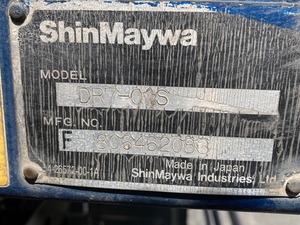 ShinMaywa
MODEL
DR7-01S
MFG. NO.
F
Made in Japan
ShinMaywa Industries, Ltd.